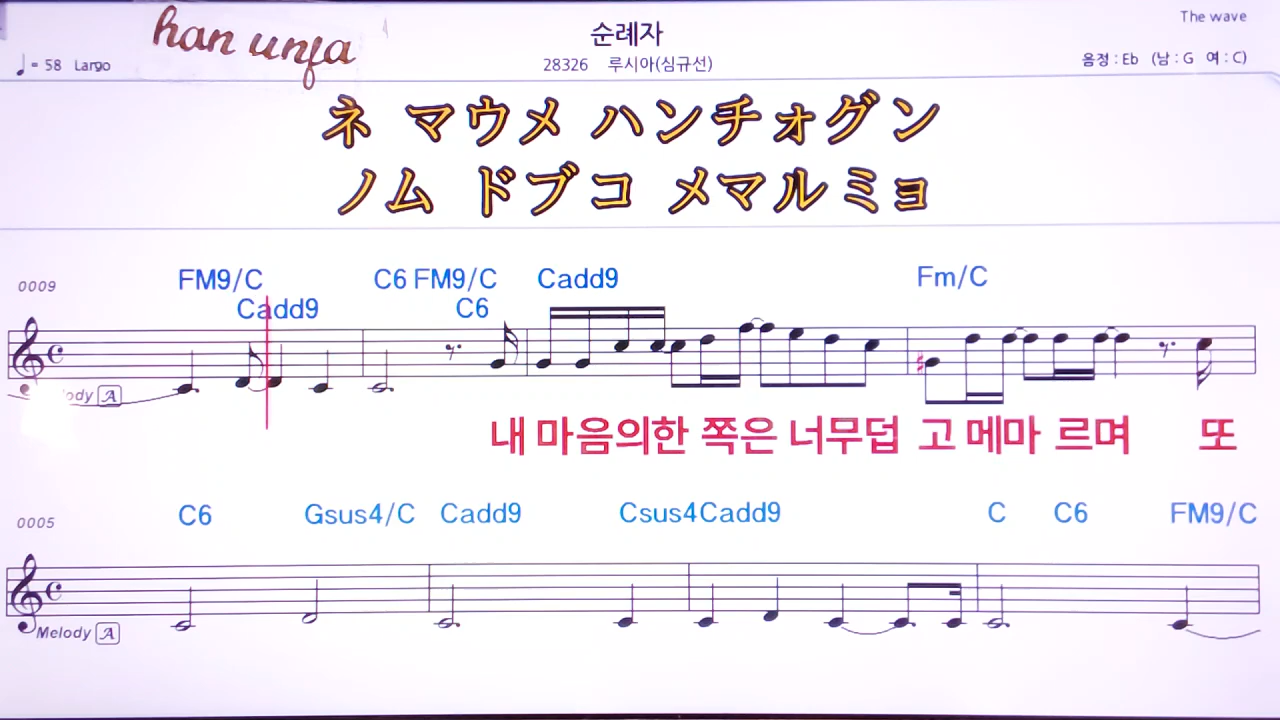 The wave
han unfa
순례자
♩= 58 Largo
28326 루시아(심규선)
음정 : Eb (남 : G 여 : C)
ネ マウメ ハンチォグン
ノム ドブコ メマルミョ
0009
FM9/C C6 FM9/C Cadd9 Fm/C
Cadd9 C6
ody A
내 마음의한 쪽은 너무덥 고 메마 르며 또
0005
C6 Gsus4/C Cadd9 Csus4Cadd9 C C6 FM9/C
Melody A